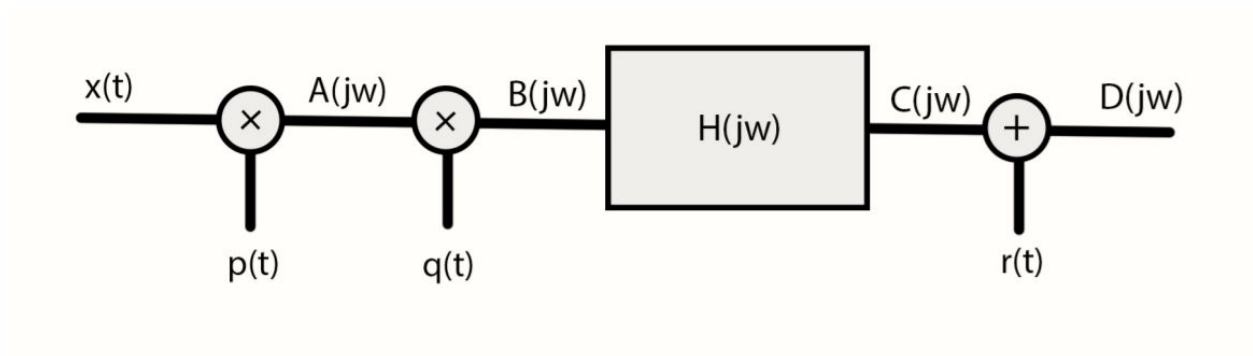 x(t)
A(jw)
B(jw)
H(jw)
C(jw)
D(jw)
×
×
+
p(t)
q(t)
r(t)